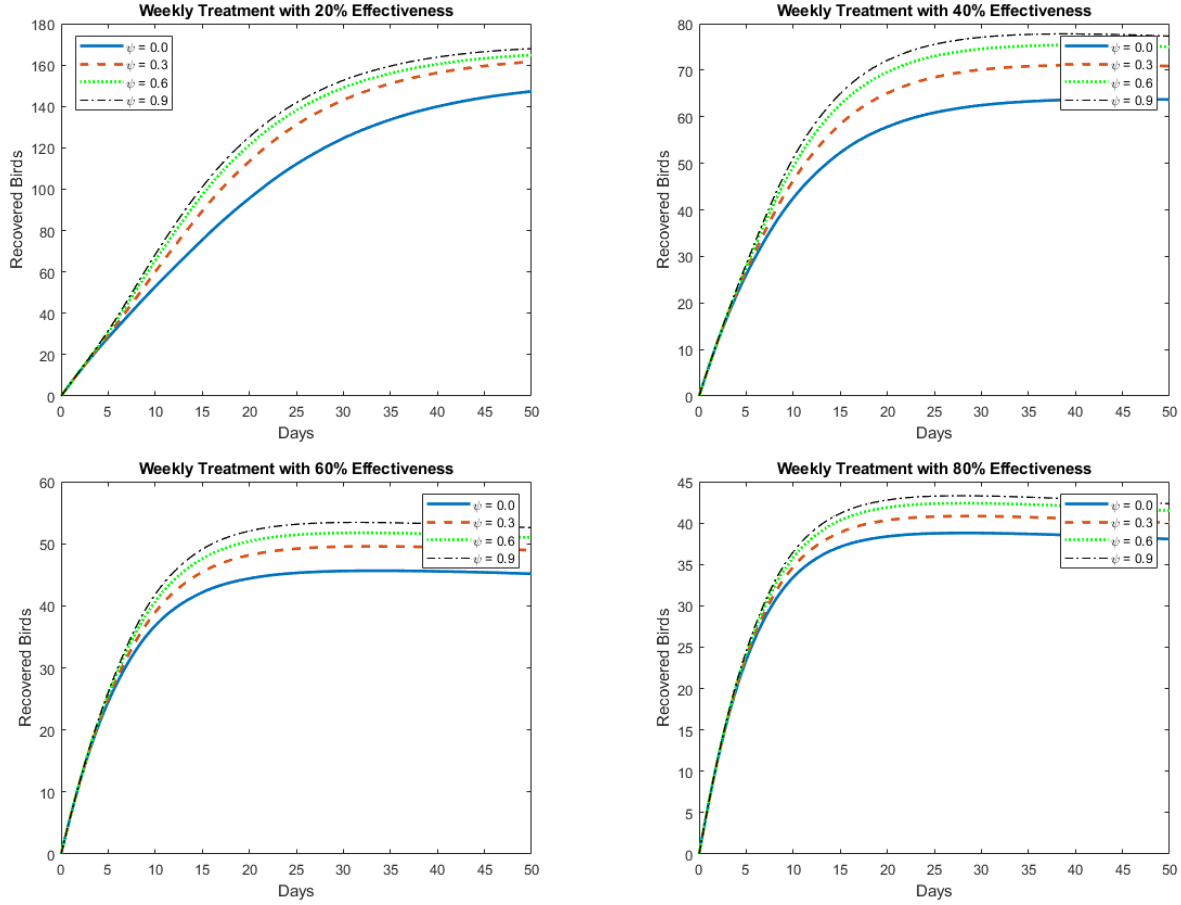 Weekly Treatment with 20% Effectiveness
180
160
140
120
100
80
60
40
20
0
Recovered Birds
ψ = 0.0
ψ = 0.3
ψ = 0.6
ψ = 0.9
0 5 10 15 20 25 30 35 40 45 50
Days
Weekly Treatment with 40% Effectiveness
80
70
60
50
40
30
20
10
0
Recovered Birds
ψ = 0.0
ψ = 0.3
ψ = 0.6
ψ = 0.9
0 5 10 15 20 25 30 35 40 45 50
Days
Weekly Treatment with 60% Effectiveness
60
50
40
30
20
10
0
Recovered Birds
ψ = 0.0
ψ = 0.3
ψ = 0.6
ψ = 0.9
0 5 10 15 20 25 30 35 40 45 50
Days
Weekly Treatment with 80% Effectiveness
45
40
35
30
25
20
15
10
5
0
Recovered Birds
ψ = 0.0
ψ = 0.3
ψ = 0.6
ψ = 0.9
0 5 10 15 20 25 30 35 40 45 50
Days